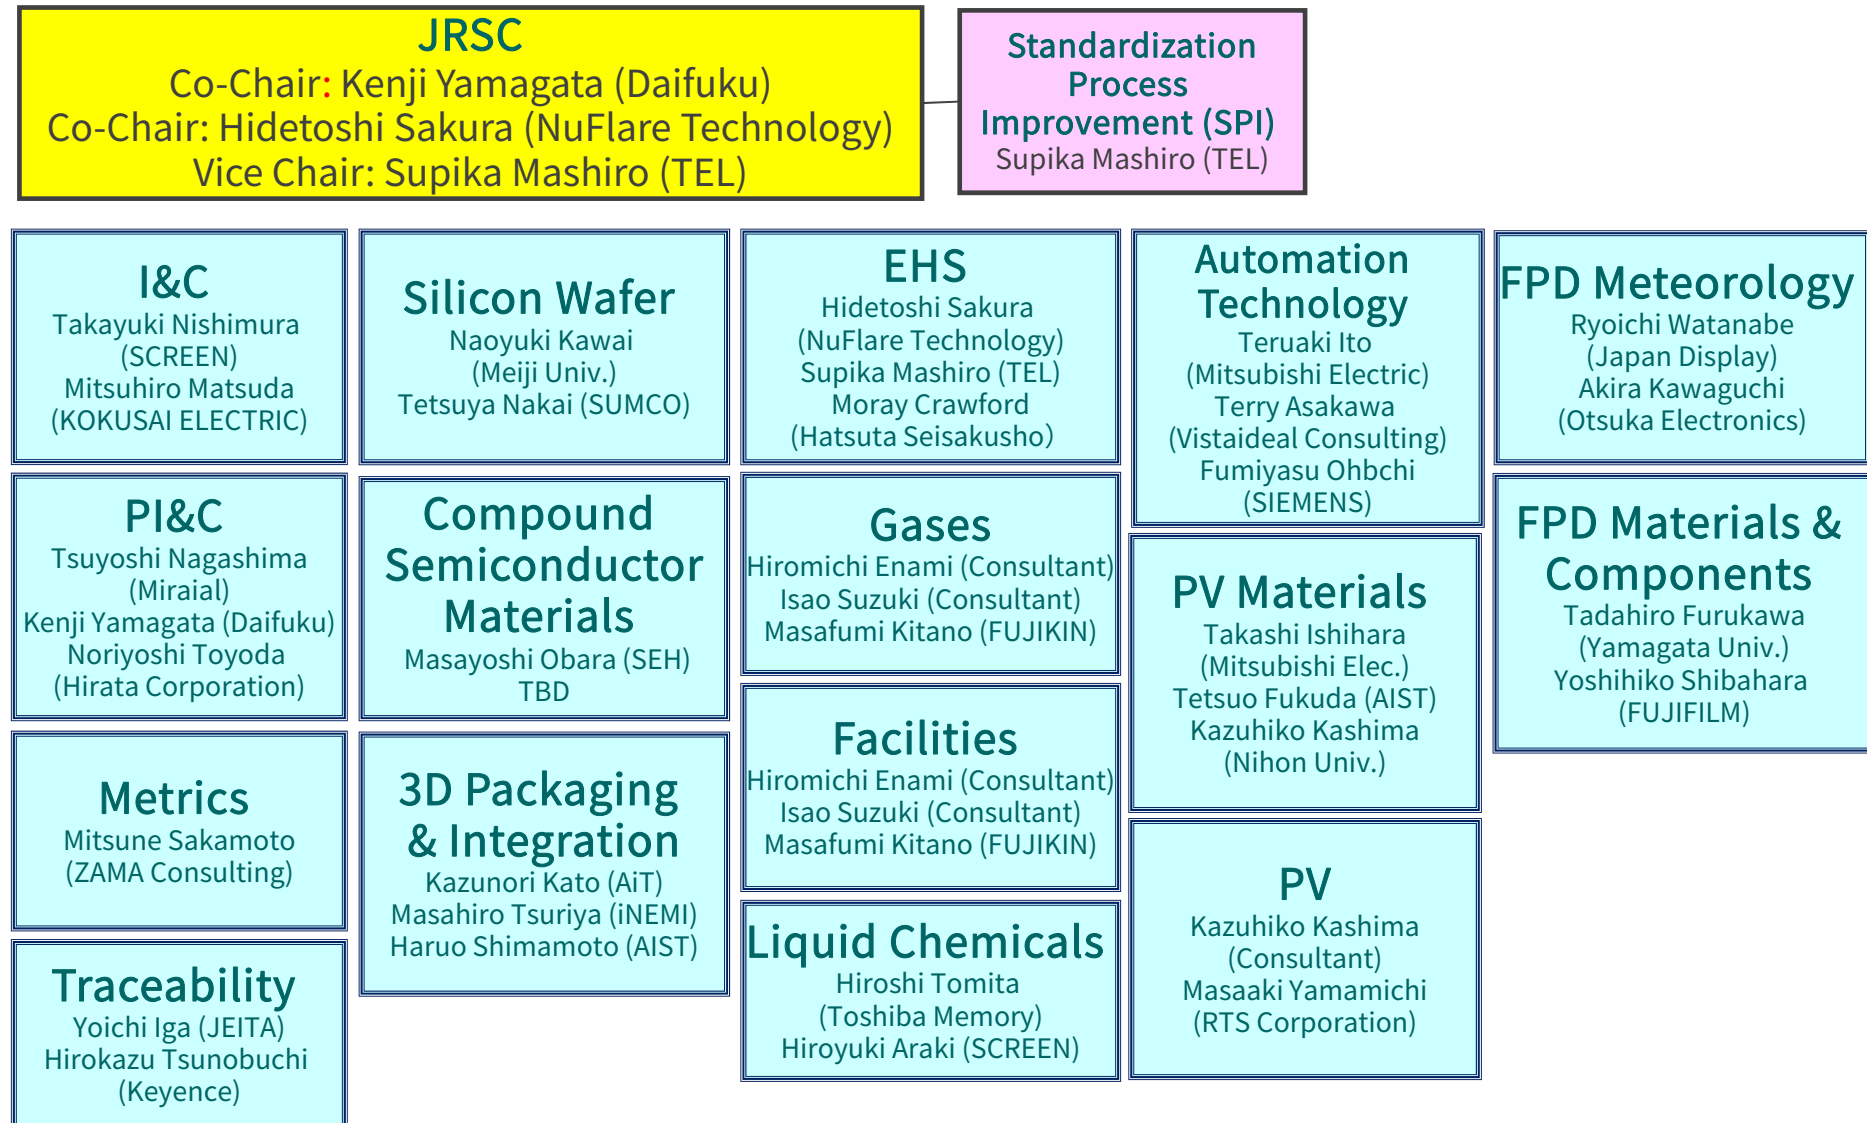 JRSC
Co-Chair: Kenji Yamagata (Daifuku)
Co-Chair: Hidetoshi Sakura (NuFlare Technology)
Vice Chair: Supika Mashiro (TEL)
Standardization
Process
Improvement (SPI)
Supika Mashiro (TEL)
I&C
Takayuki Nishimura
(SCREEN)
Mitsuhiro Matsuda
(KOKUSAI ELECTRIC)
PI&C
Tsuyoshi Nagashima
(Miraial)
Kenji Yamagata (Daifuku)
Noriyoshi Toyoda
(Hirata Corporation)
Metrics
Mitsune Sakamoto
(ZAMA Consulting)
Traceability
Yoichi Iga (JEITA)
Hirokazu Tsunobuchi
(Keyence)
Silicon Wafer
Naoyuki Kawai
(Meiji Univ.)
Tetsuya Nakai (SUMCO)
Compound
Semiconductor
Materials
Masayoshi Obara (SEH)
TBD
3D Packaging
& Integration
Kazunori Kato (AiT)
Masahiro Tsuriya (iNEMI)
Haruo Shimamoto (AIST)
EHS
Hidetoshi Sakura
(NuFlare Technology)
Supika Mashiro (TEL)
Moray Crawford
(Hatsuta Seisakusho）
Gases
Hiromichi Enami (Consultant)
Isao Suzuki (Consultant)
Masafumi Kitano (FUJIKIN)
Facilities
Hiromichi Enami (Consultant)
Isao Suzuki (Consultant)
Masafumi Kitano (FUJIKIN)
Liquid Chemicals
Hiroshi Tomita
(Toshiba Memory)
Hiroyuki Araki (SCREEN)
Automation
Technology
Teruaki Ito
(Mitsubishi Electric)
Terry Asakawa
(Vistaideal Consulting)
Fumiyasu Ohbchi
(SIEMENS)
PV Materials
Takashi Ishihara
(Mitsubishi Elec.)
Tetsuo Fukuda (AIST)
Kazuhiko Kashima
(Nihon Univ.)
PV
Kazuhiko Kashima
(Consultant)
Masaaki Yamamichi
(RTS Corporation)
FPD Meteorology
Ryoichi Watanabe
(Japan Display)
Akira Kawaguchi
(Otsuka Electronics)
FPD Materials &
Components
Tadahiro Furukawa
(Yamagata Univ.)
Yoshihiko Shibahara
(FUJIFILM)